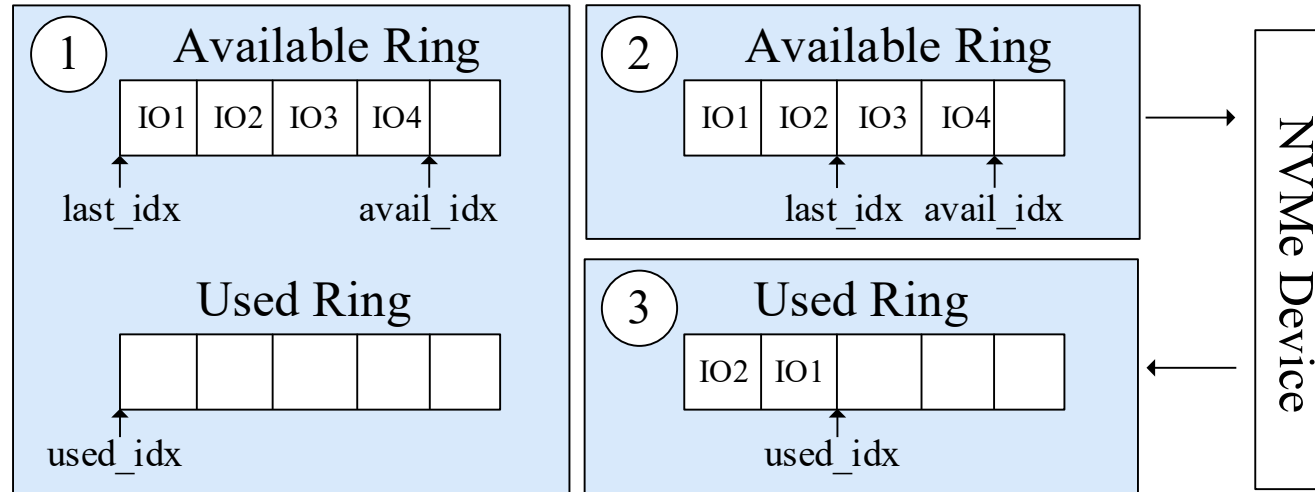 1
Available Ring
IO1 IO2 IO3 IO4
last_idx avail_idx
Used Ring
used_idx
2
Available Ring
IO1 IO2 IO3 IO4
last_idx avail_idx
3
Used Ring
IO2 IO1
used_idx
NVMe Device